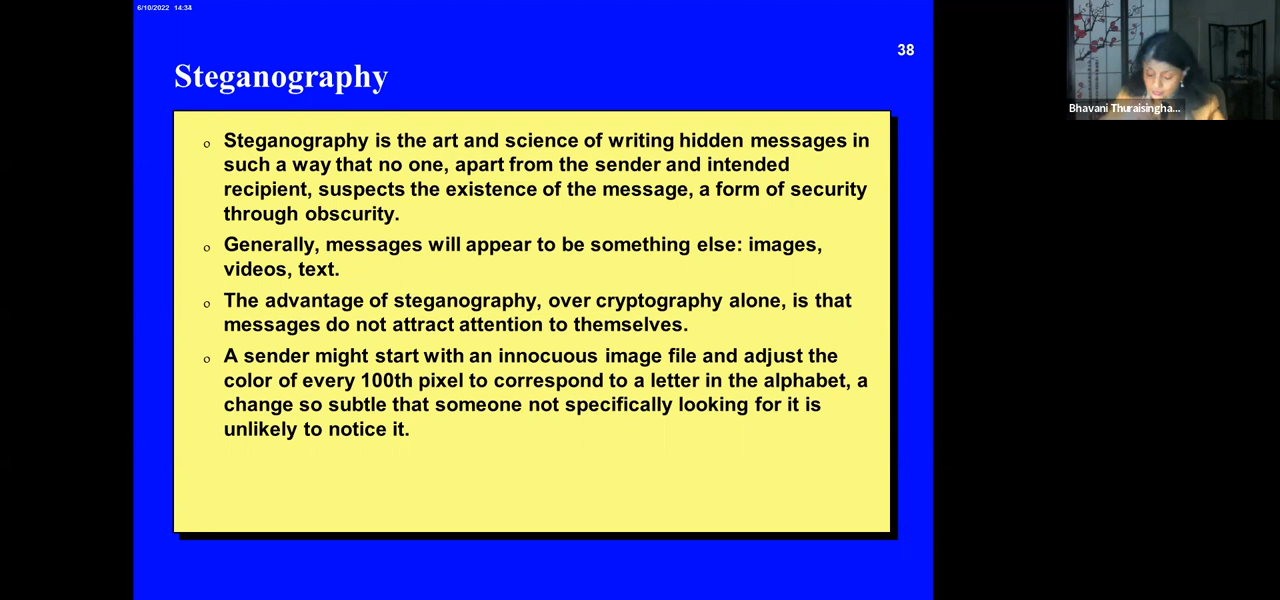 6/10/2022 14:34
38
Steganography
o Steganography is the art and science of writing hidden messages in
such a way that no one, apart from the sender and intended
recipient, suspects the existence of the message, a form of security
through obscurity.
o Generally, messages will appear to be something else: images,
videos, text.
o The advantage of steganography, over cryptography alone, is that
messages do not attract attention to themselves.
o A sender might start with an innocuous image file and adjust the
color of every 100th pixel to correspond to a letter in the alphabet, a
change so subtle that someone not specifically looking for it is
unlikely to notice it.
Bhavani Thuraisingha...